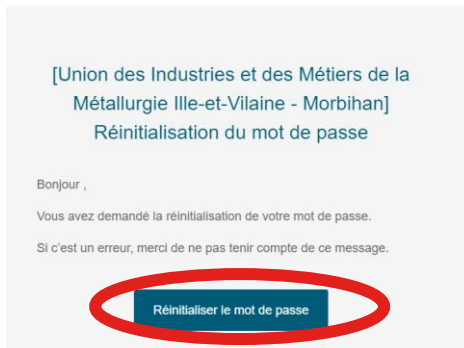 [Union des Industries et des Métiers de la
Métallurgie Ille-et-Vilaine - Morbihan]
Réinitialisation du mot de passe
Bonjour ,
Vous avez demandé la réinitialisation de votre mot de passe.
Si c'est un erreur, merci de ne pas tenir compte de ce message.
Réinitialiser le mot de passe